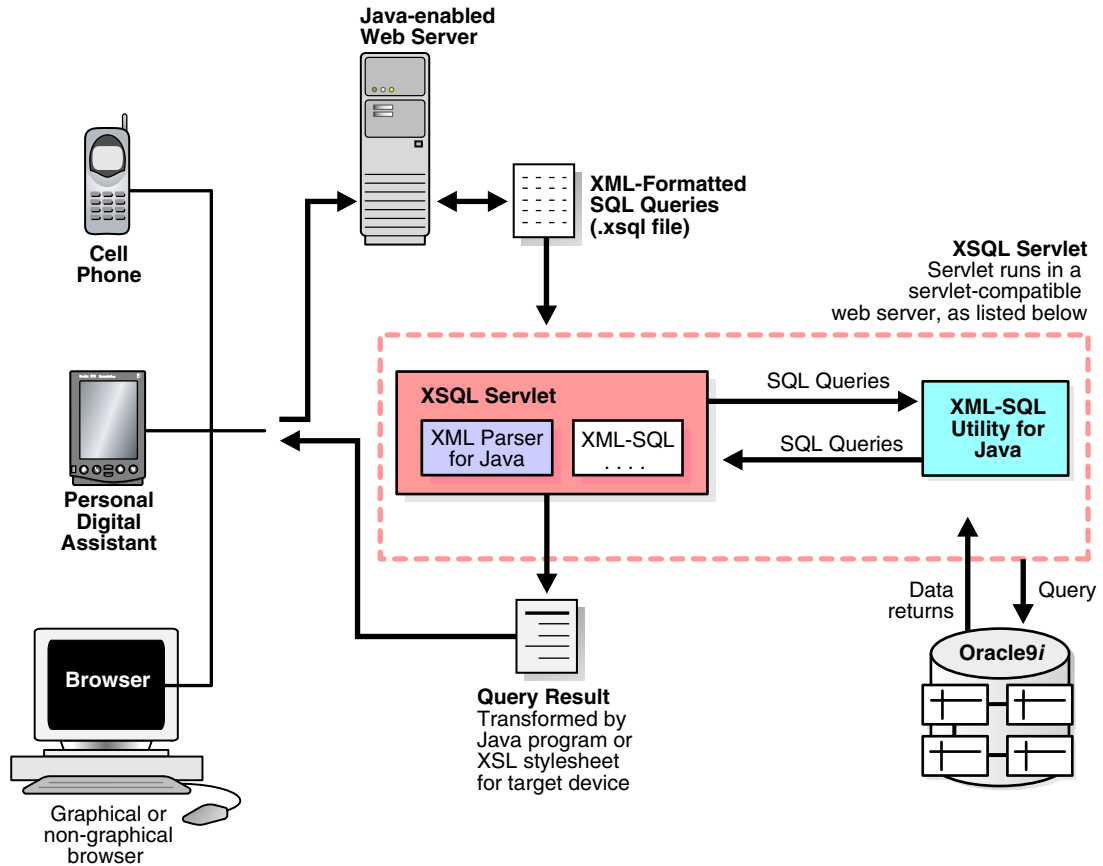 Java-enabled
Web Server
Cell
Phone
XML-Formatted
SQL Queries
(.xsql file)
XSQL Servlet
Servlet runs in a
servlet-compatible
web server, as listed below
XSQL Servlet
XML Parser
for Java
XML-SQL
. . . .
SQL Queries
SQL Queries
XML-SQL
Utility for
Java
Personal
Digital
Assistant
Data
returns
Query
Oracle9i
Browser
Query Result
Transformed by
Java program or
XSL stylesheet
for target device
Graphical or
non-graphical
browser